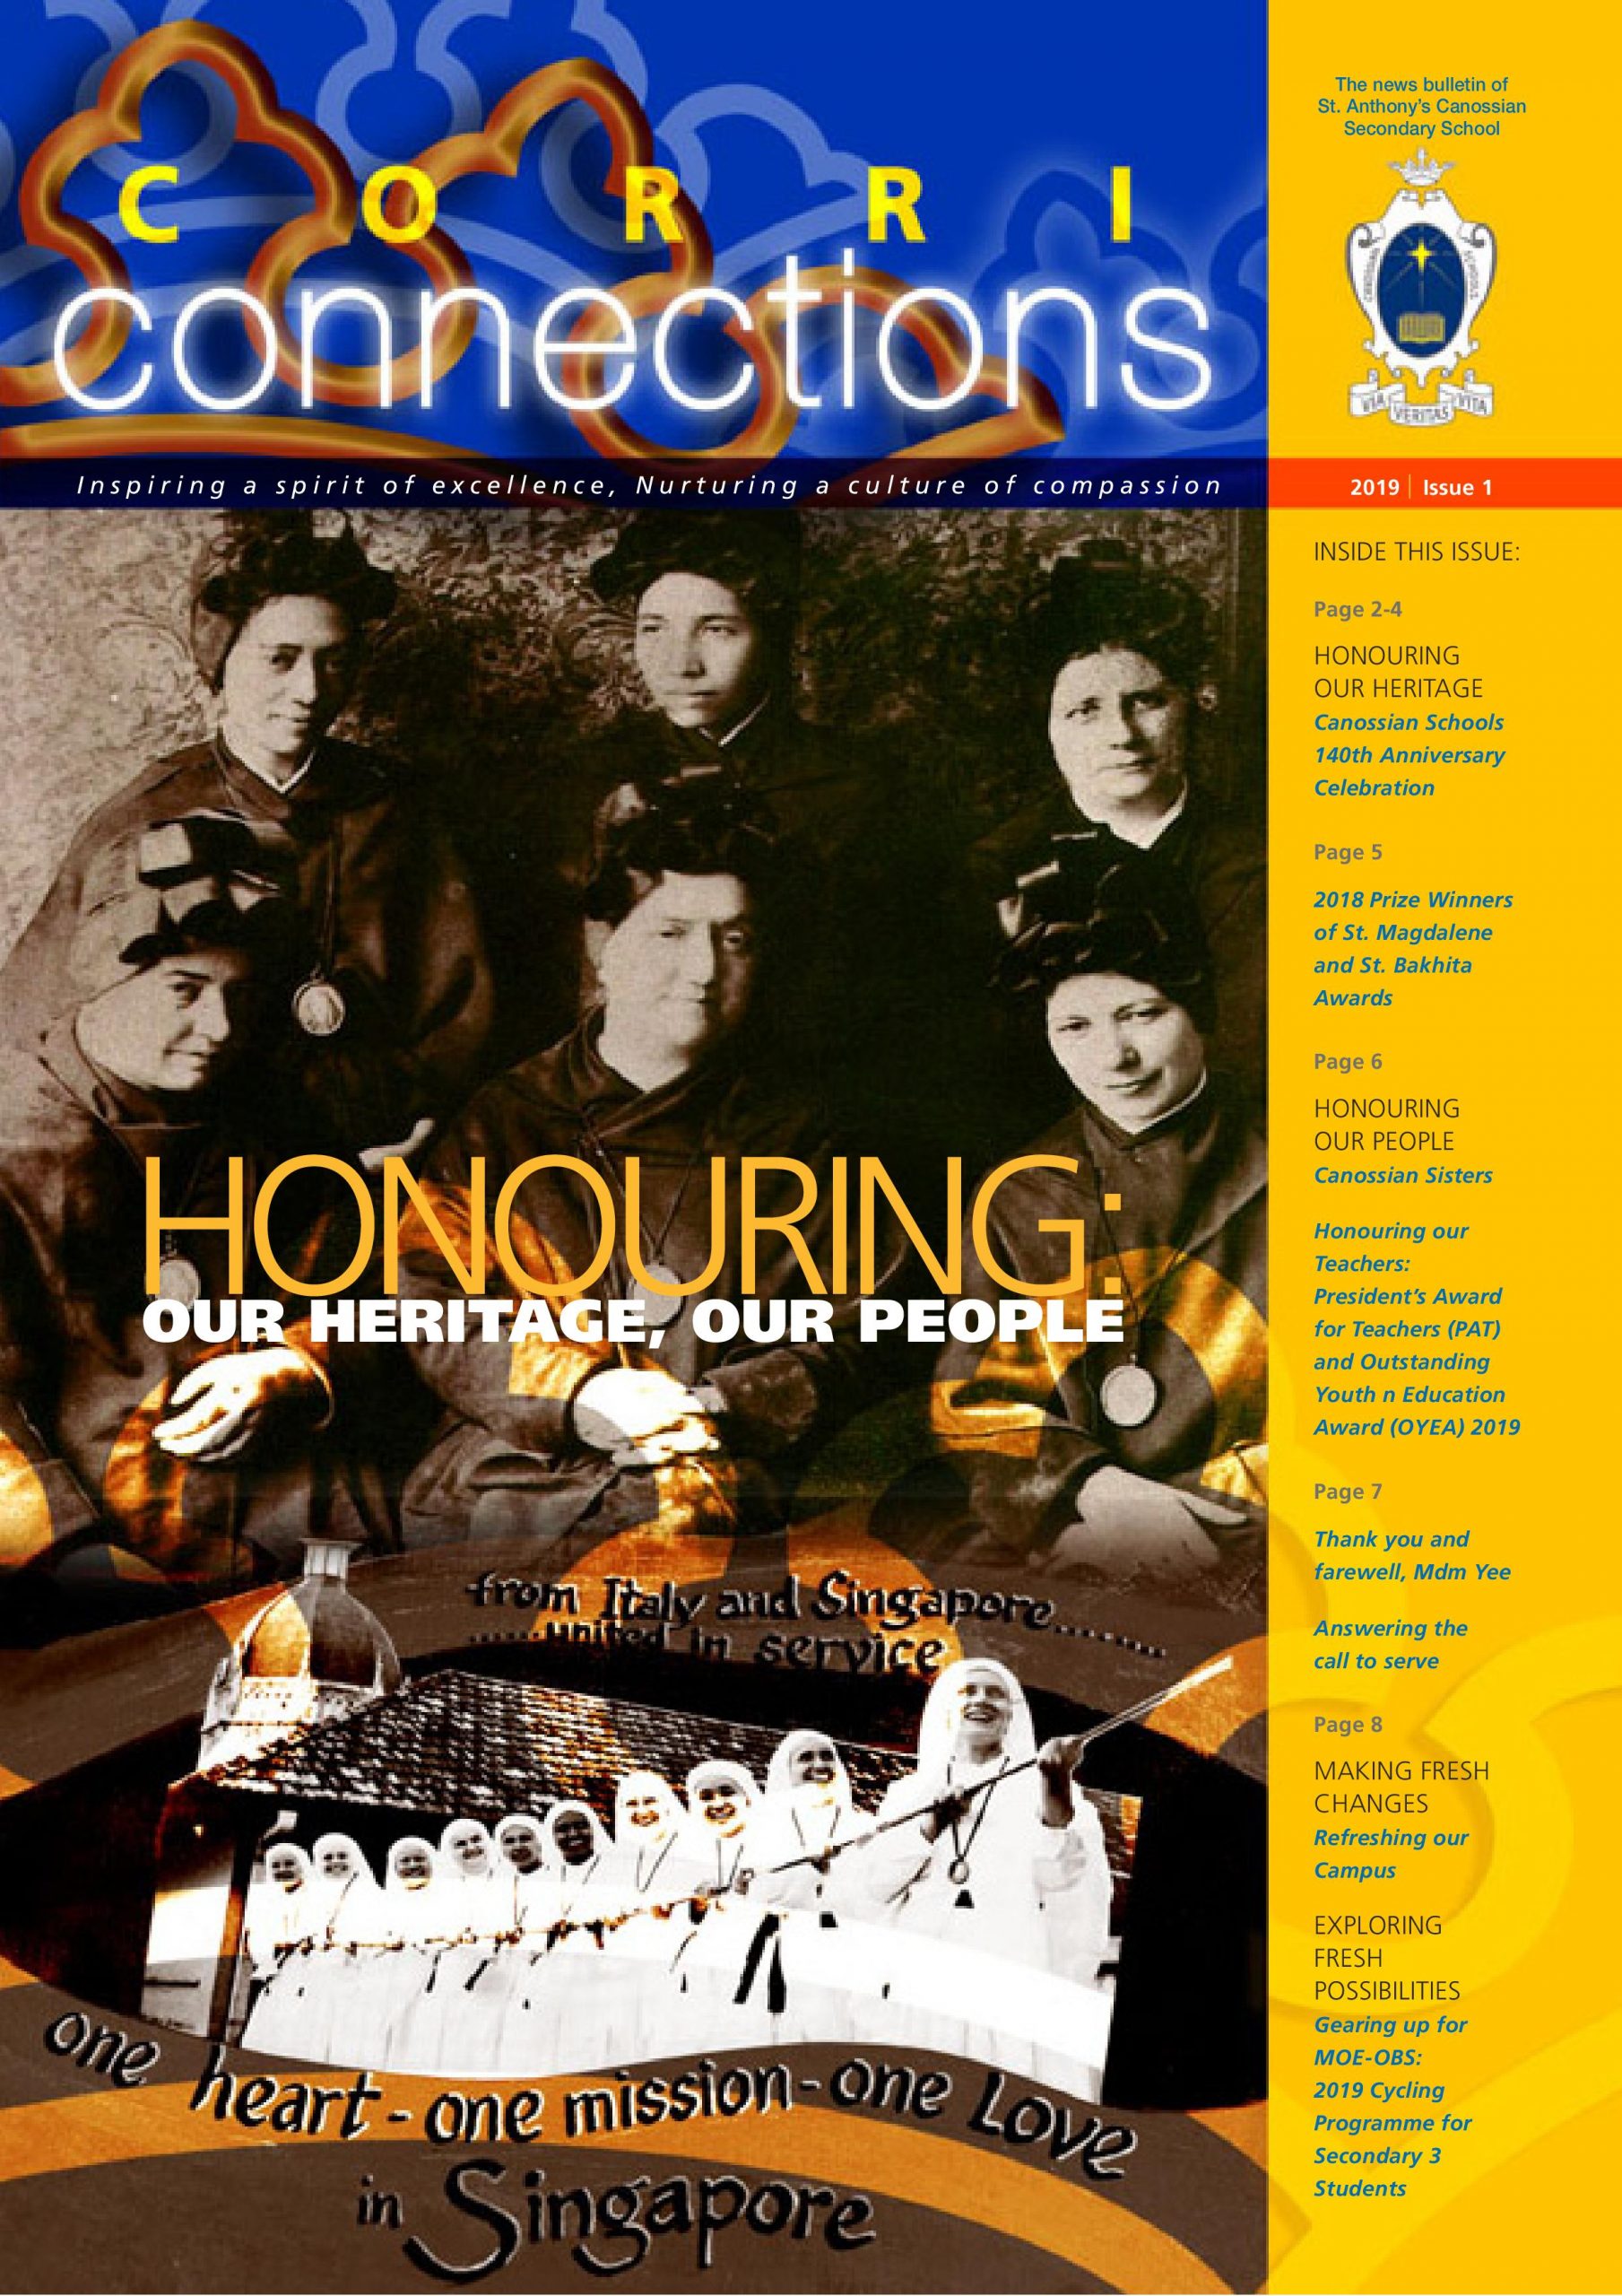 The news bulletin of
St. Anthony's Canossian
Secondary School
C O R R I
connections
VIA VERITAS VITA
Inspiring a spirit of excellence, Nurturing a culture of compassion
2019 | Issue 1
INSIDE THIS ISSUE:
Page 2-4
HONOURING
OUR HERITAGE
Canossian Schools
140th Anniversary
Celebration
Page 5
2018 Prize Winners
of St. Magdalene
and St. Bakhita
Awards
Page 6
HONOURING
OUR PEOPLE
Canossian Sisters
Honouring our
Teachers:
President's Award
for Teachers (PAT)
and Outstanding
Youth n Education
Award (OYEA) 2019
Page 7
Thank you and
farewell, Mdm Yee
Answering the
call to serve
Page 8
MAKING FRESH
CHANGES
Refreshing our
Campus
EXPLORING
FRESH
POSSIBILITIES
Gearing up for
MOE-OBS:
2019 Cycling
Programme for
Secondary 3
Students
HONOURING:
OUR HERITAGE, OUR PEOPLE
from Italy and Singapore.......
......united in service
one heart - one mission - one Love
in Singapore